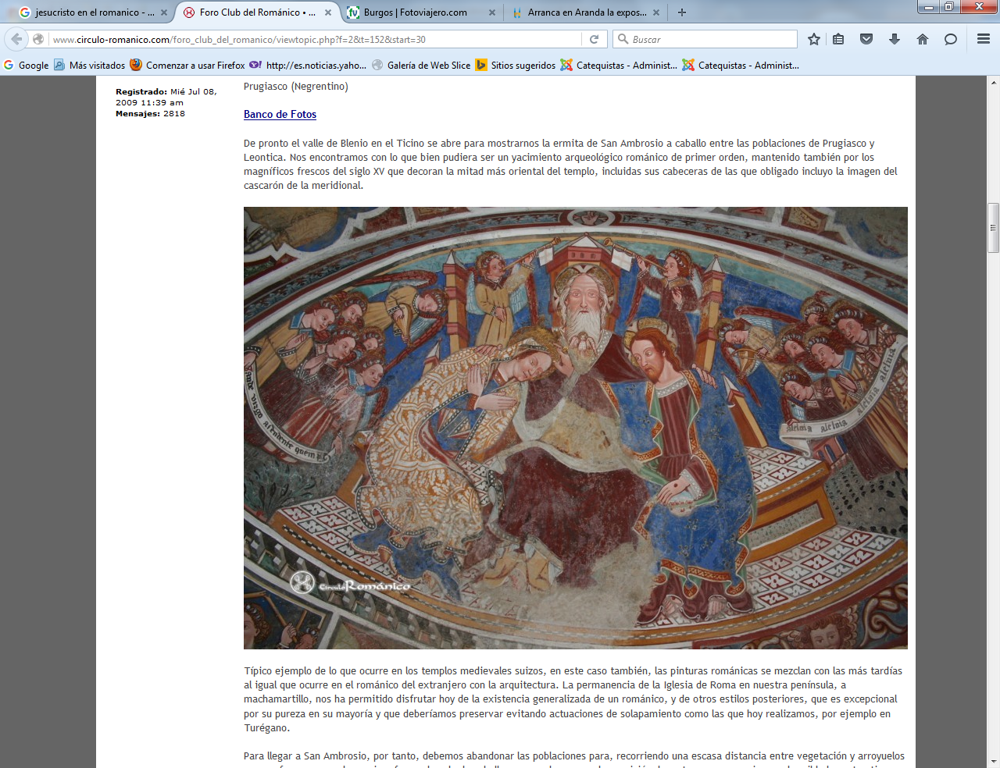 jesucristo en el romanico - ...
Foro Club del Románico • ...
Burgos | Fotoviajero.com
Arranca en Aranda la expos...
www.circulo-romanico.com/foro_club_del_romanico/viewtopic.php?f=2&t=152&start=30
Buscar
Google
Más visitados
Comenzar a usar Firefox
http://es.noticias.yaho...
Galería de Web Slice
Sitios sugeridos
Catequistas - Administ...
Catequistas - Administ...
Registrado: Mié Jul 08,
2009 11:39 am
Mensajes: 2818
Prugiasco (Negrentino)
Banco de Fotos
De pronto el valle de Blenio en el Ticino se abre para mostrarnos la ermita de San Ambrosio a caballo entre las poblaciones de Prugiasco y
Leontica. Nos encontramos con lo que bien pudiera ser un yacimiento arqueológico románico de primer orden, mantenido también por los
magníficos frescos del siglo XV que decoran la mitad más oriental del templo, incluidas sus cabeceras de las que obligado incluyo la imagen del
cascarón de la meridional.
virgo
quem
aleluia aleluia
CirculoRománico
Típico ejemplo de lo que ocurre en los templos medievales suizos, en este caso también, las pinturas románicas se mezclan con las más tardías
al igual que ocurre en el románico del extranjero con la arquitectura. La permanencia de la Iglesia de Roma en nuestra península, a
machamartillo, nos ha permitido disfrutar hoy de la existencia generalizada de un románico, y de otros estilos posteriores, que es excepcional
por su pureza en su mayoría y que deberíamos preservar evitando actuaciones de solapamiento como las que hoy realizamos, por ejemplo en
Turégano.
Para llegar a San Ambrosio, por tanto, debemos abandonar las poblaciones para, recorriendo una escasa distancia entre vegetación y arroyuelos